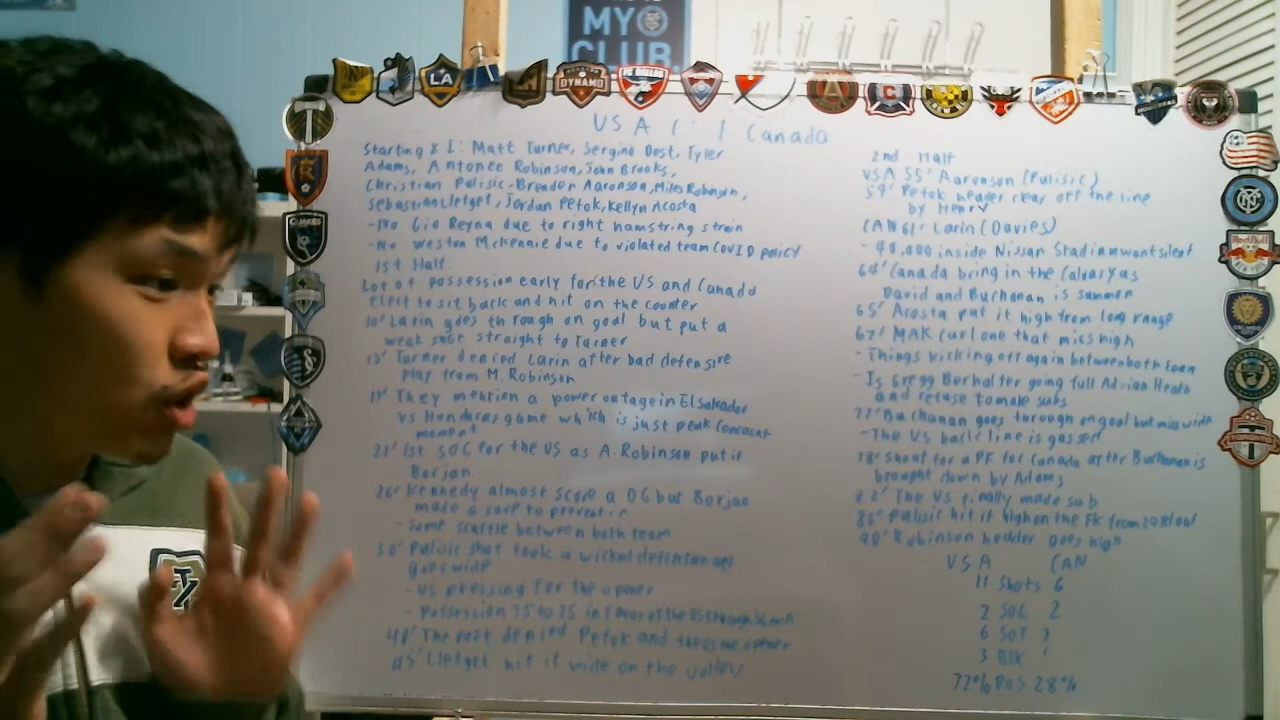 MY
CLUB.
LA
DYNAMO
FC DALLAS
C
CREW
QUAKES
Red Bull
USA 1:1 Canada
Starting XI: Matt Turner, Sergino Dest, Tyler
Adams, Antonee Robinson, John Brooks,
Christian Pulisic, Brenden Aaronson, Miles Robinson,
Sebastian Lletget, Jordan Pefok, Kellyn Acosta
-No Gio Reyna due to right hamstring strain
-No Weston Mckennie due to violated team COVID policy
1st Half
Lot of possession early for the US and Canada
elect to sit back and hit on the counter
10' Larin goes through on goal but put a
weak shot straight to Turner
13' Turner denied Larin after bad defensive
play from M. Robinson
They mention a power outage in El Salvador
vs Honduras game which is just peak Concacaf
moment
21' 1st SOG for the US as A. Robinson put it
Borjan
26' Kennedy almost score a OG but Borjan
made a save to prevent it
-Some scuffle between both team
30' Pulisic shot took a wicked deflection and
goes wide
-US pressing for the opener
-Possession 75 to 25 in favor of the US through
40' The post denied Pefok and the opener
45' Lletget hit it wide on the volley
2nd Half
USA 55' Aaronson (Pulisic)
59' Pefok header clear off the line
by Henry
CAN 61' Larin (Davies)
-40,000 inside Nissan Stadium want silent
64' Canada bring in the Calvary as
David and Buchanan is summon
65' Acosta put it high from long range
67' MAK curl one that miss high
-Things kicking off again between both team
-Is Gregg Berhalter going full Adrian Heath
and refuse to make subs
77' Buchanan goes through on goal but miss wide
-The US back line is gassed
78' Shout for a PK for Canada after Buchanan is
brought down by Adams
The US finally made sub
86' Pulisic hit it high on the FK from
90' Robinson header goes high
USA CAN
11 Shots 6
2 SOG 2
6 SOT 3
3 Blk 1
72% Pos 28%